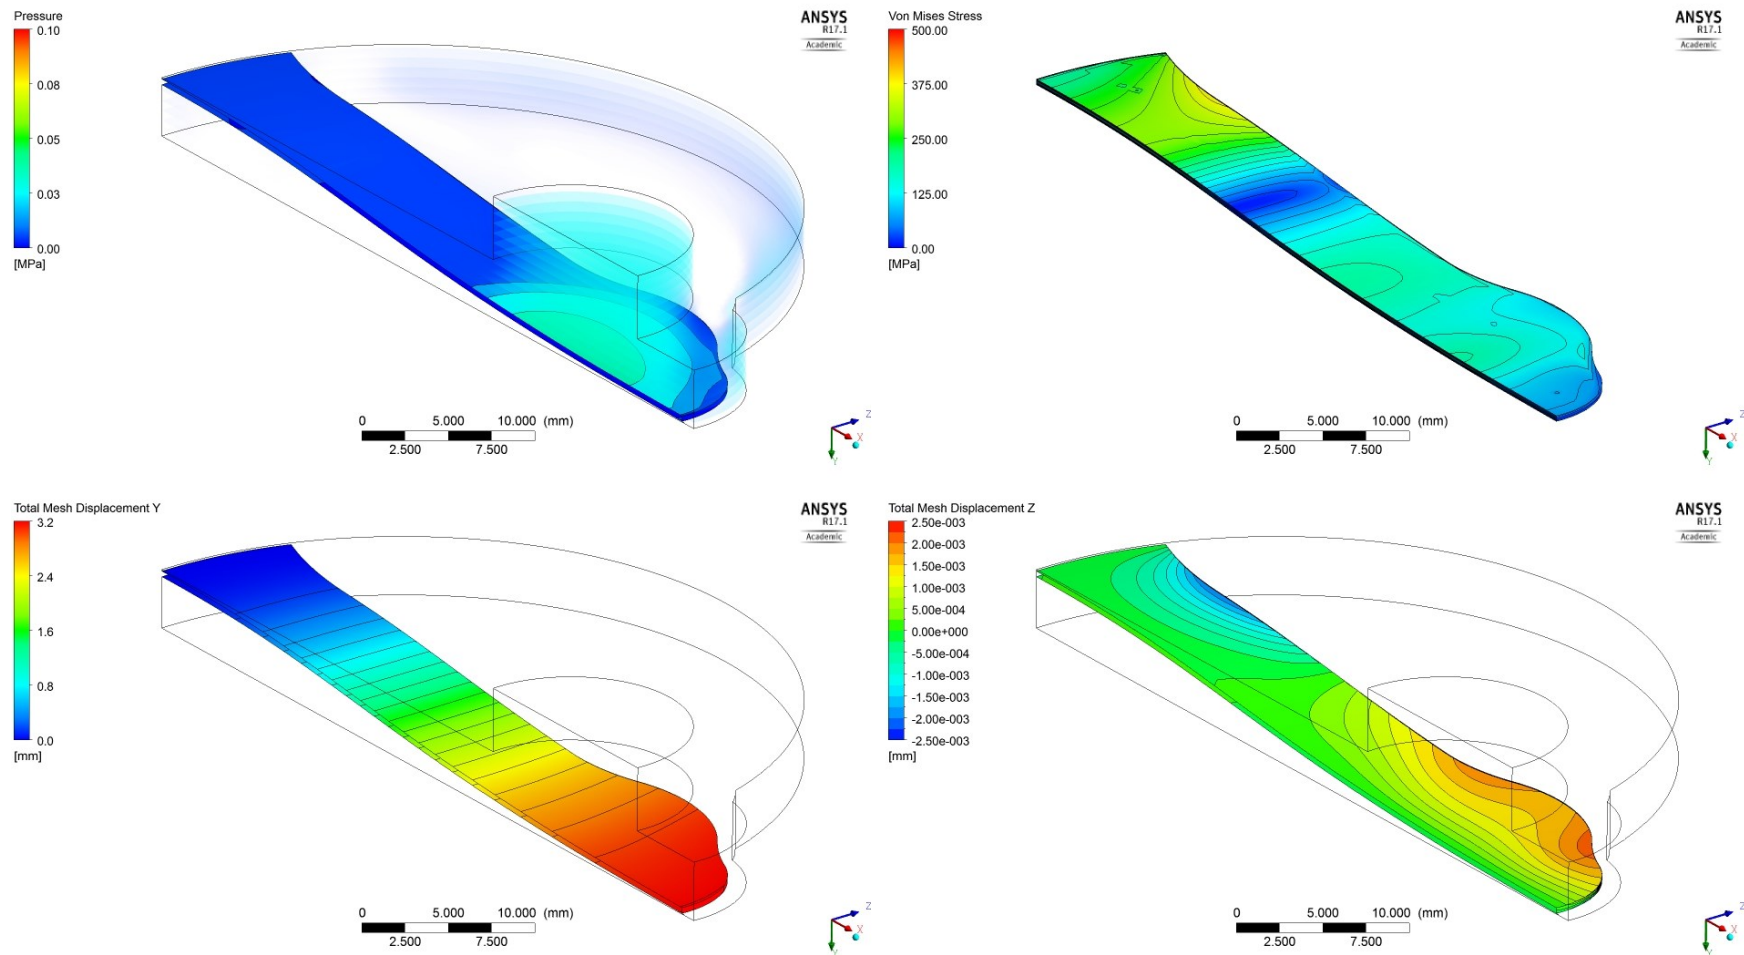 Pressure
0.10
0.08
0.05
0.03
0.00
[MPa]
ANSYS
R17.1
Academic
0 5.000 10.000 (mm)
2.500 7.500
Z
X
Y
Von Mises Stress
500.00
375.00
250.00
125.00
0.00
[MPa]
ANSYS
R17.1
Academic
0 5.000 10.000 (mm)
2.500 7.500
Z
X
Y
Total Mesh Displacement Y
3.2
2.4
1.6
0.8
0.0
[mm]
ANSYS
R17.1
Academic
0 5.000 10.000 (mm)
2.500 7.500
Z
X
Y
Total Mesh Displacement Z
2.50e-003
2.00e-003
1.50e-003
1.00e-003
5.00e-004
0.00e+000
-5.00e-004
-1.00e-003
-1.50e-003
-2.00e-003
-2.50e-003
[mm]
ANSYS
R17.1
Academic
0 5.000 10.000 (mm)
2.500 7.500
Z
X
Y